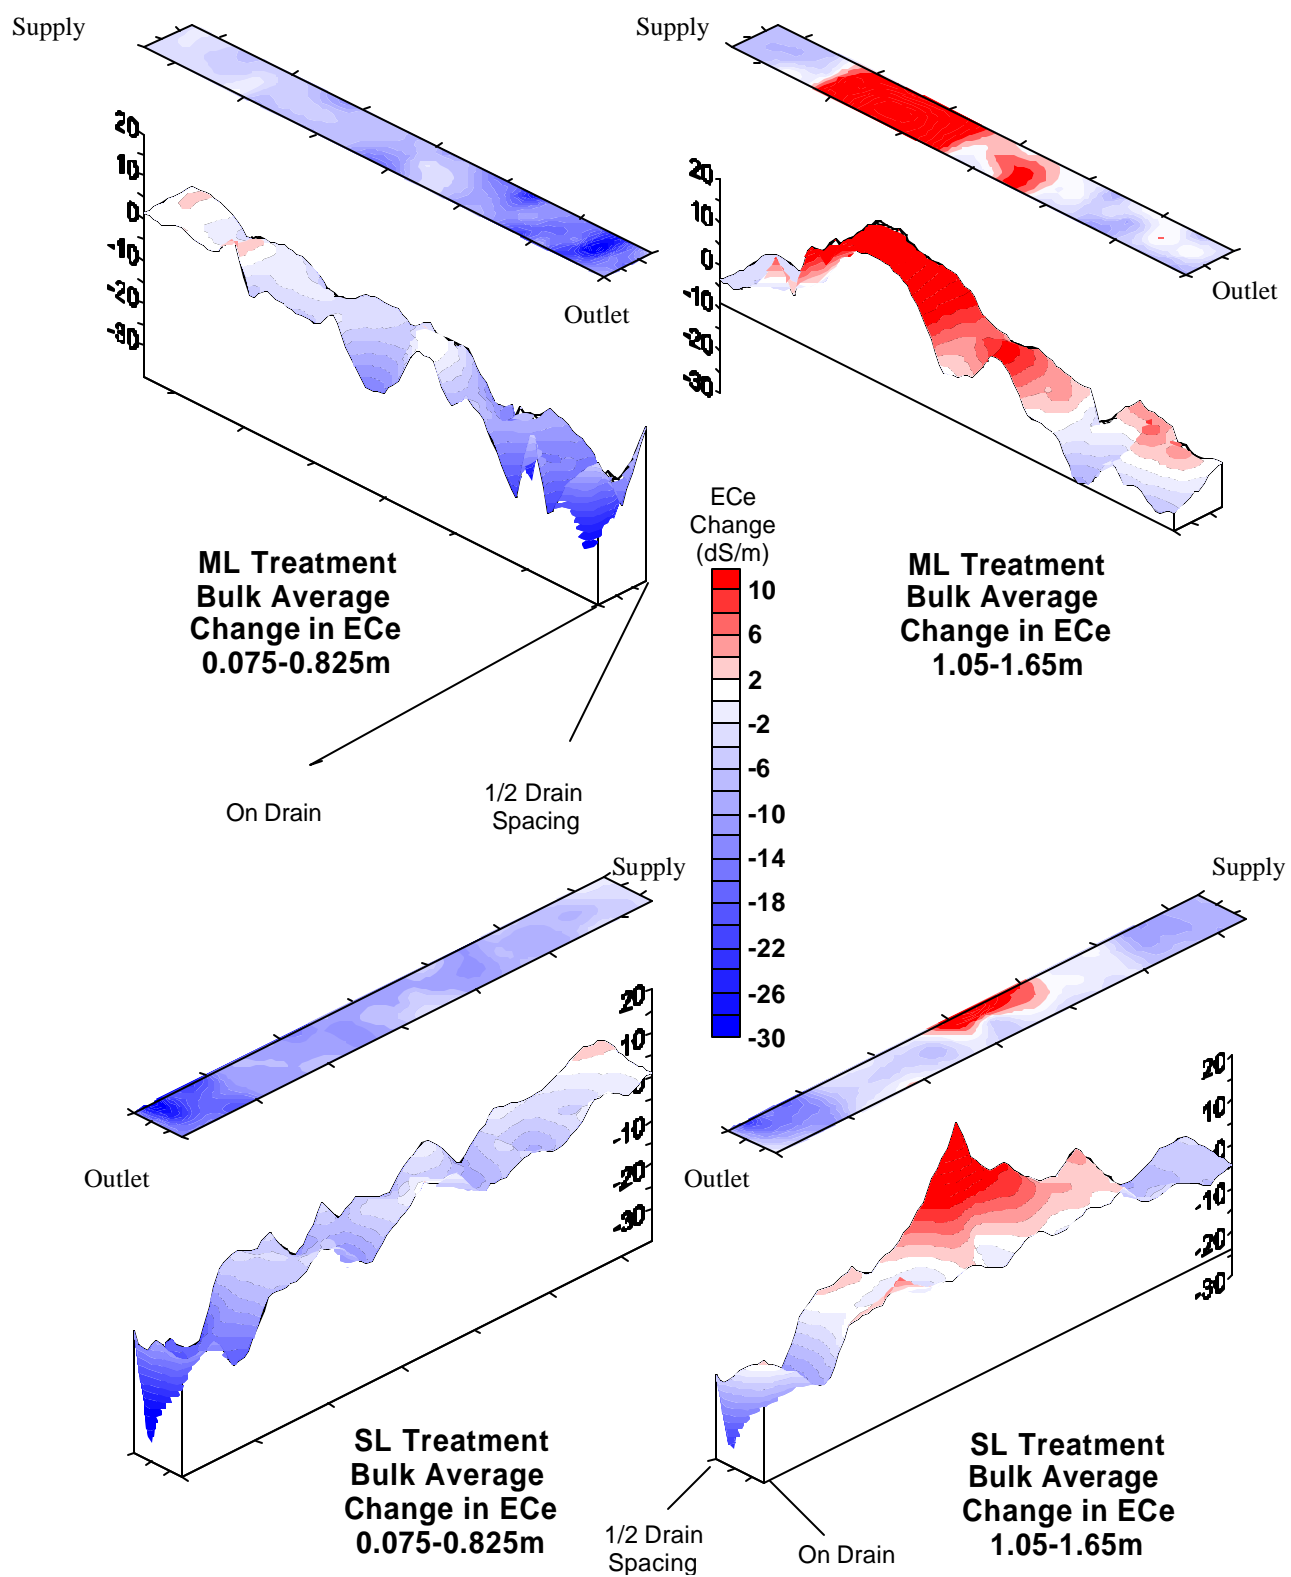 Supply
20
10
0
-10
-20
-30
Outlet
ML Treatment
Bulk Average
Change in ECe
0.075-0.825m
On Drain
1/2 Drain
Spacing
Supply
20
10
0
-10
-20
-30
Outlet
ML Treatment
Bulk Average
Change in ECe
1.05-1.65m
ECe
Change
(dS/m)
10
6
2
-2
-6
-10
-14
-18
-22
-26
-30
Supply
20
10
0
-10
-20
-30
Outlet
SL Treatment
Bulk Average
Change in ECe
0.075-0.825m
Supply
20
10
0
-10
-20
-30
Outlet
SL Treatment
Bulk Average
Change in ECe
1.05-1.65m
1/2 Drain
Spacing
On Drain